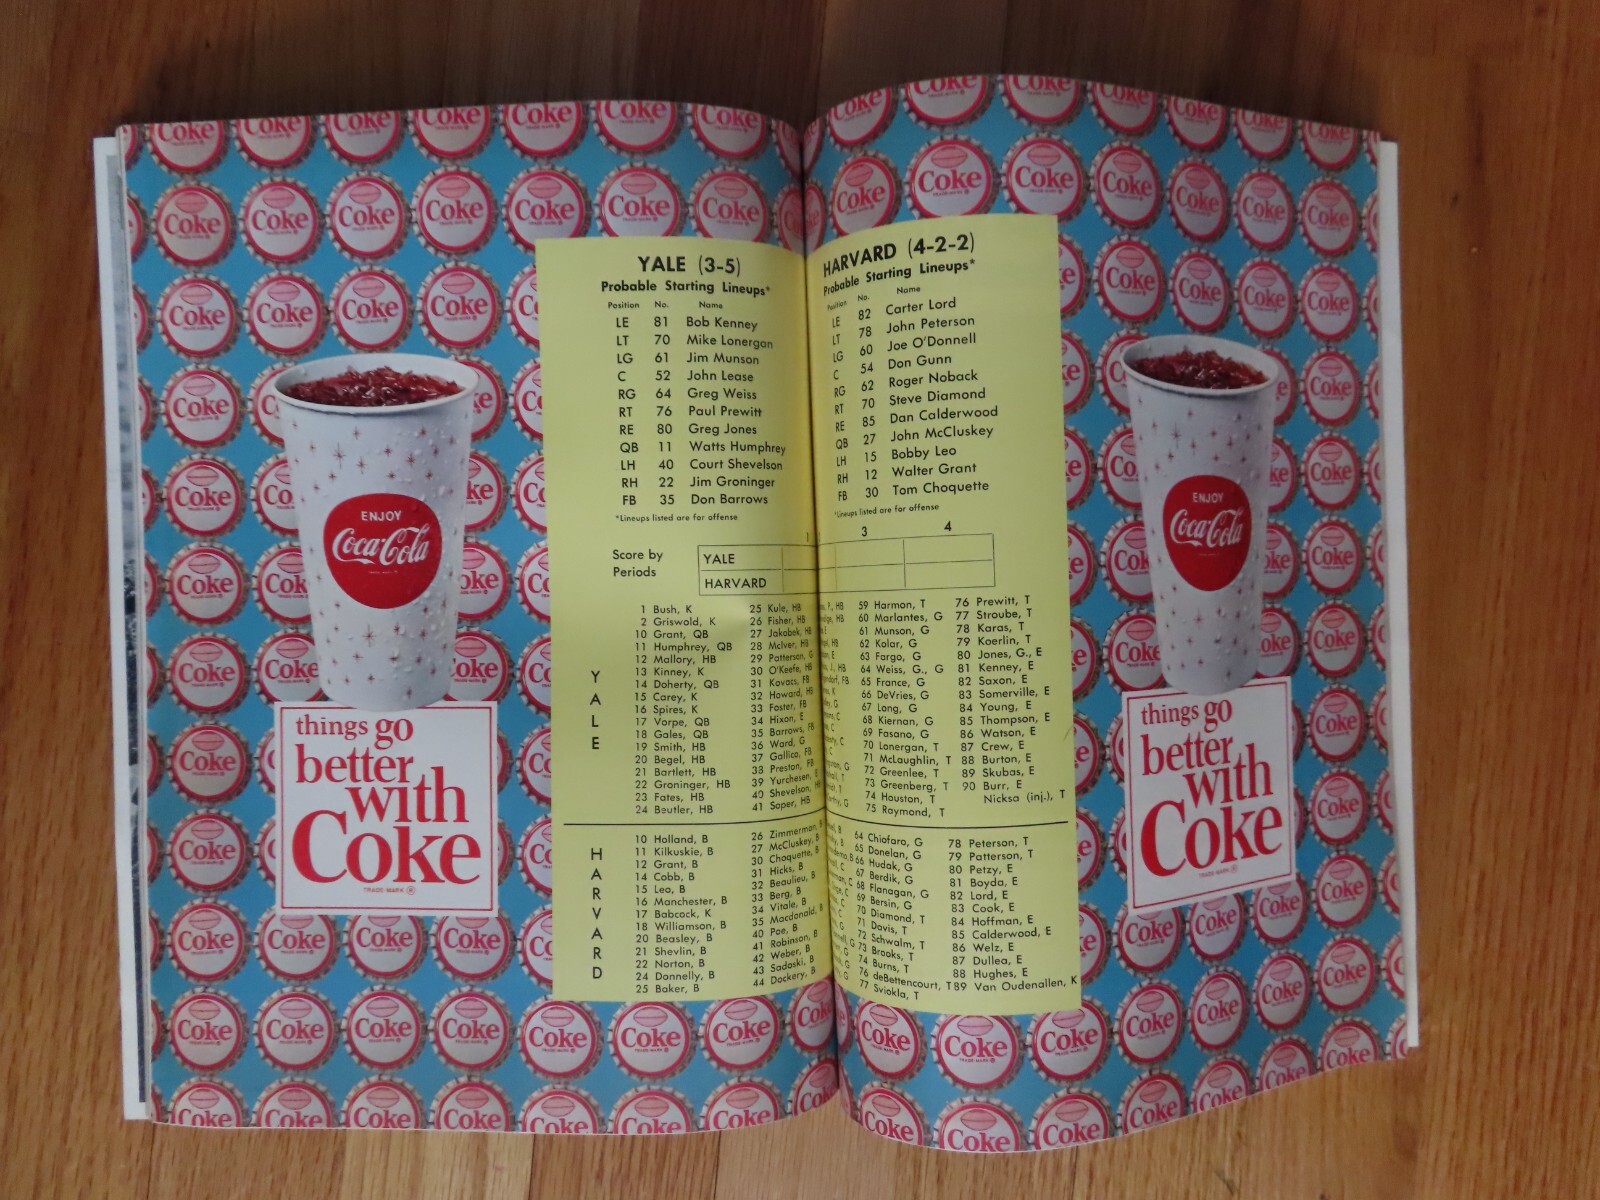 YALE (3-5)
Probable Starting Lineups*
Position No. Name
LE 81 Bob Kenney
LT 70 Mike Lonergan
LG 61 Jim Munson
C 52 John Lease
RG 64 Greg Weiss
RT 76 Paul Prewitt
RE 80 Greg Jones
QB 11 Watts Humphrey
LH 40 Court Shevelson
RH 22 Jim Groninger
FB 35 Don Barrows
*Lineups listed are for offense
HARVARD (4-2-2)
Probable Starting Lineups*
Position No. Name
LE 82 Carter Lord
LT 78 John Peterson
LG 60 Joe O'Donnell
C 54 Don Gunn
RG 62 Roger Noback
RT 70 Steve Diamond
RE 85 Dan Calderwood
QB 27 John McCluskey
LH 15 Bobby Leo
RH 12 Walter Grant
FB 30 Tom Choquette
*Lineups listed are for offense
1 3 4
Score by
Periods
YALE
HARVARD
YALE
1 Bush, K
2 Griswold, K
10 Grant, QB
11 Humphrey, QB
12 Mallory, HB
13 Kinney, K
14 Doherty, QB
15 Carey, K
16 Spires, K
17 Vorpe, QB
18 Gales, QB
19 Smith, HB
20 Begel, HB
21 Bartlett, HB
22 Groninger, HB
23 Fates, HB
24 Beutler, HB
25 Kule, HB
26 Fisher, HB
27 Jakobek, HB
28 McIver, HB
29 Patterson, G
30 O'Keefe, HB
31 Kovacs, FB
32 Howard, HB
33 Foster, FB
34 Hixon, E
35 Barrows, FB
36 Ward, G
37 Gallico, FB
38 Preston, FB
39 Yurchesen, E
40 Shevelson, HB
41 Soper, HB
59 Harmon, T
60 Marlantes, G
61 Munson, G
62 Kolar, G
63 Fargo, G
64 Weiss, G., G
65 France, G
66 DeVries, G
67 Long, G
68 Kiernan, G
69 Fasano, G
70 Lonergan, T
71 McLaughlin, T
72 Greenlee, T
73 Greenberg, T
74 Houston, T
75 Raymond, T
76 Prewitt, T
77 Stroube, T
78 Karas, T
79 Koerlin, T
80 Jones, G., E
81 Kenney, E
82 Saxon, E
83 Somerville, E
84 Young, E
85 Thompson, E
86 Watson, E
87 Crew, E
88 Burton, E
89 Skubas, E
90 Burr, E
Nicksa (inj.), T
HARVARD
10 Holland, B
11 Kilkuskie, B
12 Grant, B
14 Cobb, B
15 Leo, B
16 Manchester, B
17 Babcock, K
18 Williamson, B
20 Beasley, B
21 Shevlin, B
22 Norton, B
24 Donnelly, B
25 Baker, B
26 Zimmerman,
27 McCluskey, B
30 Choquette, B
31 Hicks, B
32 Beaulieu, B
33 Berg, B
34 Vitale, B
35 Macdonald, B
40 Poe, B
41 Robinson, B
42 Weber, B
43 Sadoski, B
44 Dockery, B
64 Chiofaro, G
65 Donelan, G
66 Hudak, G
67 Berdik, G
68 Flanagan, G
69 Bersin, G
70 Diamond, T
71 Davis, T
72 Schwalm, T
73 Brooks, T
74 Burns, T
76 deBettencourt, T
77 Sviokla, T
78 Peterson, T
79 Patterson, T
80 Petzy, E
81 Boyda, E
82 Lord, E
83 Cook, E
84 Hoffman, E
85 Calderwood, E
86 Welz, E
87 Dullea, E
88 Hughes, E
89 Van Oudenallen, K
ENJOY
Coca-Cola
things go
better
with
Coke
TRADE MARK ®
ENJOY
Coca-Cola
things go
better
with
Coke
TRADE MARK ®
Coke